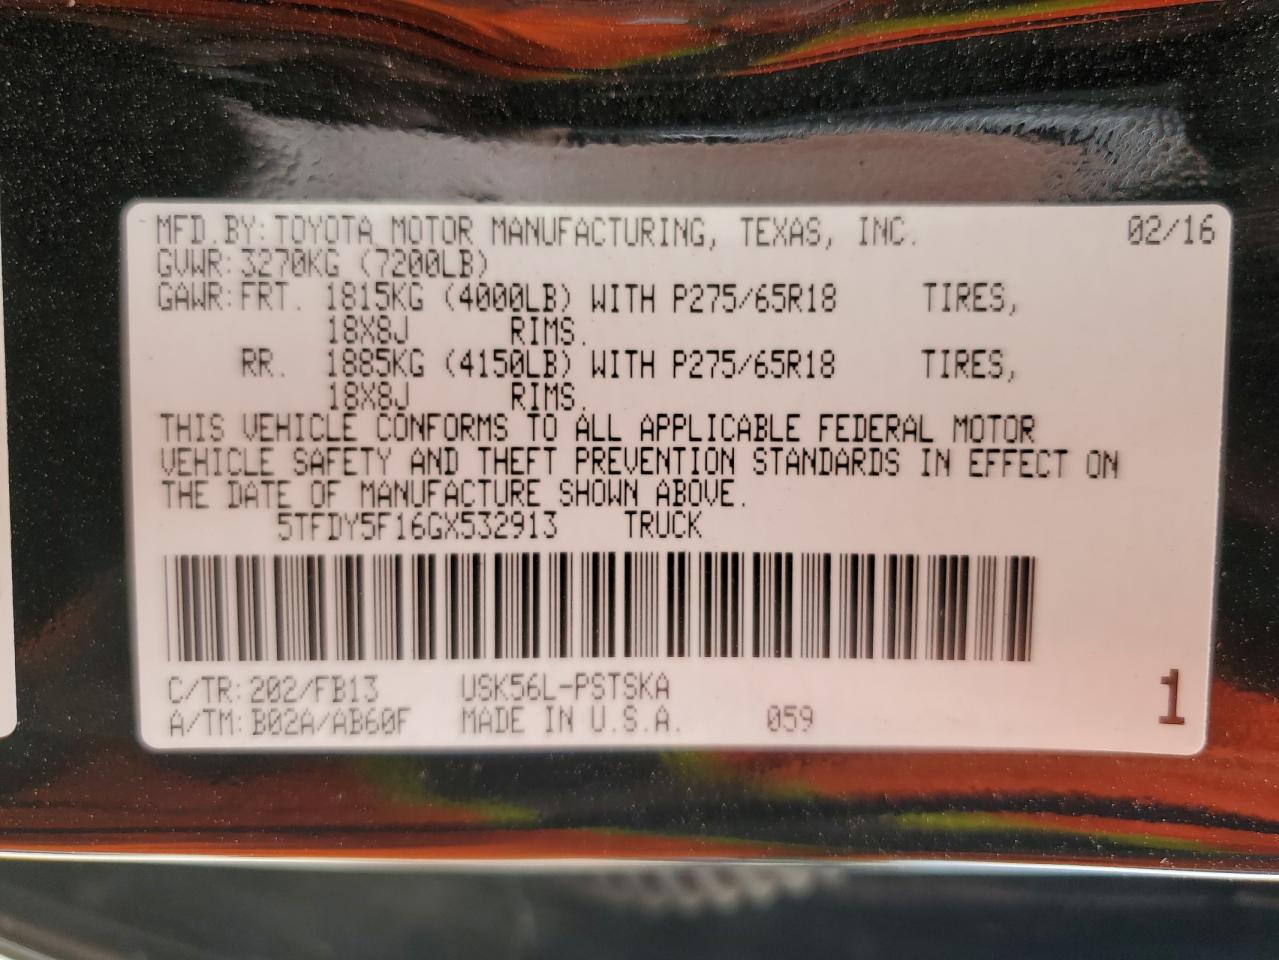 MFD.BY: TOYOTA MOTOR MANUFACTURING, TEXAS, INC. 02/16
GVWR: 3270KG (7200LB)
GAWR: FRT. 1815KG (4000LB) WITH P275/65R18 TIRES,
18X8J RIMS.
RR. 1885KG (4150LB) WITH P275/65R18 TIRES,
18X8J RIMS.
THIS VEHICLE CONFORMS TO ALL APPLICABLE FEDERAL MOTOR
VEHICLE SAFETY AND THEFT PREVENTION STANDARDS IN EFFECT ON
THE DATE OF MANUFACTURE SHOWN ABOVE.
5TFDY5F16GX532913 TRUCK
C/TR: 202/FB13 USK56L-PSTSKA
A/TM: B02A/AB60F MADE IN U.S.A. 059 1